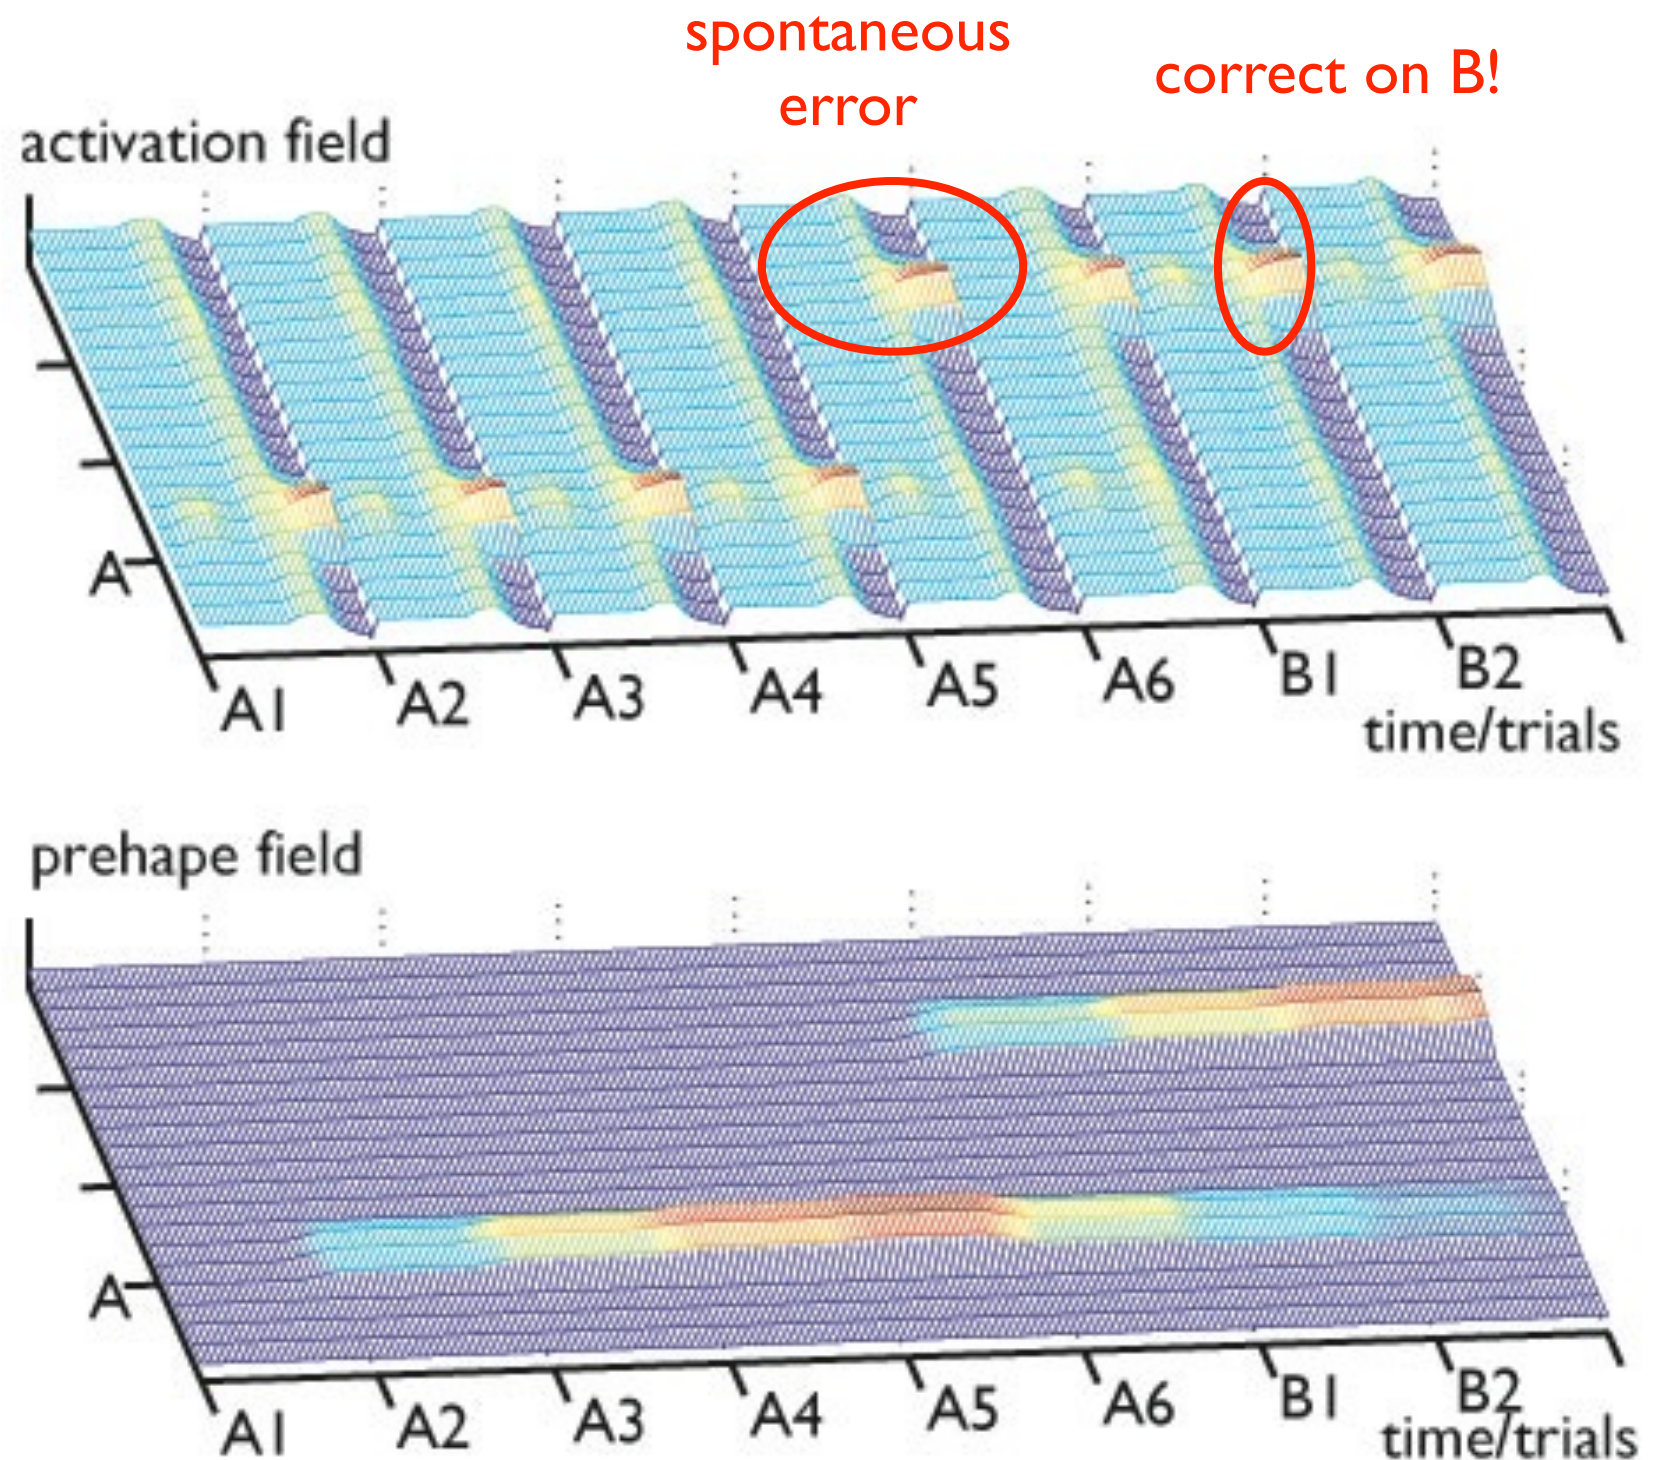 spontaneous
error
correct on B!
activation field
A
A1
A2
A3
A4
A5
A6
B1
B2
time/trials
prehape field
A
A1
A2
A3
A4
A5
A6
B1
B2
time/trials